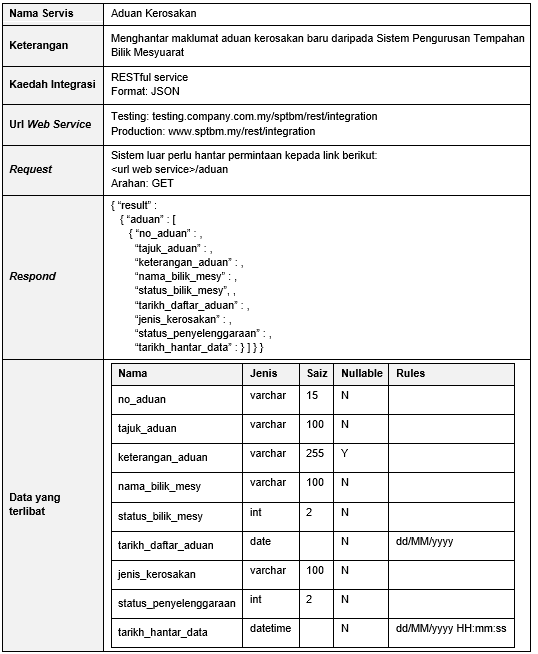 Nama Servis Aduan Kerosakan
Keterangan Menghantar maklumat aduan kerosakan baru daripada Sistem Pengurusan Tempahan
Bilik Mesyuarat
Kaedah Integrasi RESTful service
Format: JSON
Url Web Service Testing: testing.company.com.my/sptbm/rest/integration
Production: www.sptbm.my/rest/integration
Request Sistem luar perlu hantar permintaan kepada link berikut:
<url web service>/aduan
Arahan: GET
Respond
{ “result” :
{ “aduan” : [
{ “no_aduan” : ,
“tajuk_aduan” : ,
“keterangan_aduan” : ,
“nama_bilik_mesy” : ,
“status_bilik_mesy”, ,
“tarikh_daftar_aduan” : ,
“jenis_kerosakan” : ,
“status_penyelenggaraan” : ,
“tarikh_hantar_data” : } ] } }
Data yang
terlibat
Nama Jenis Saiz Nullable Rules
no_aduan varchar 15 N
tajuk_aduan varchar 100 N
keterangan_aduan varchar 255 Y
nama_bilik_mesy varchar 100 N
status_bilik_mesy int 2 N
tarikh_daftar_aduan date N dd/MM/yyyy
jenis_kerosakan varchar 100 N
status_penyelenggaraan int 2 N
tarikh_hantar_data datetime N dd/MM/yyyy HH:mm:ss